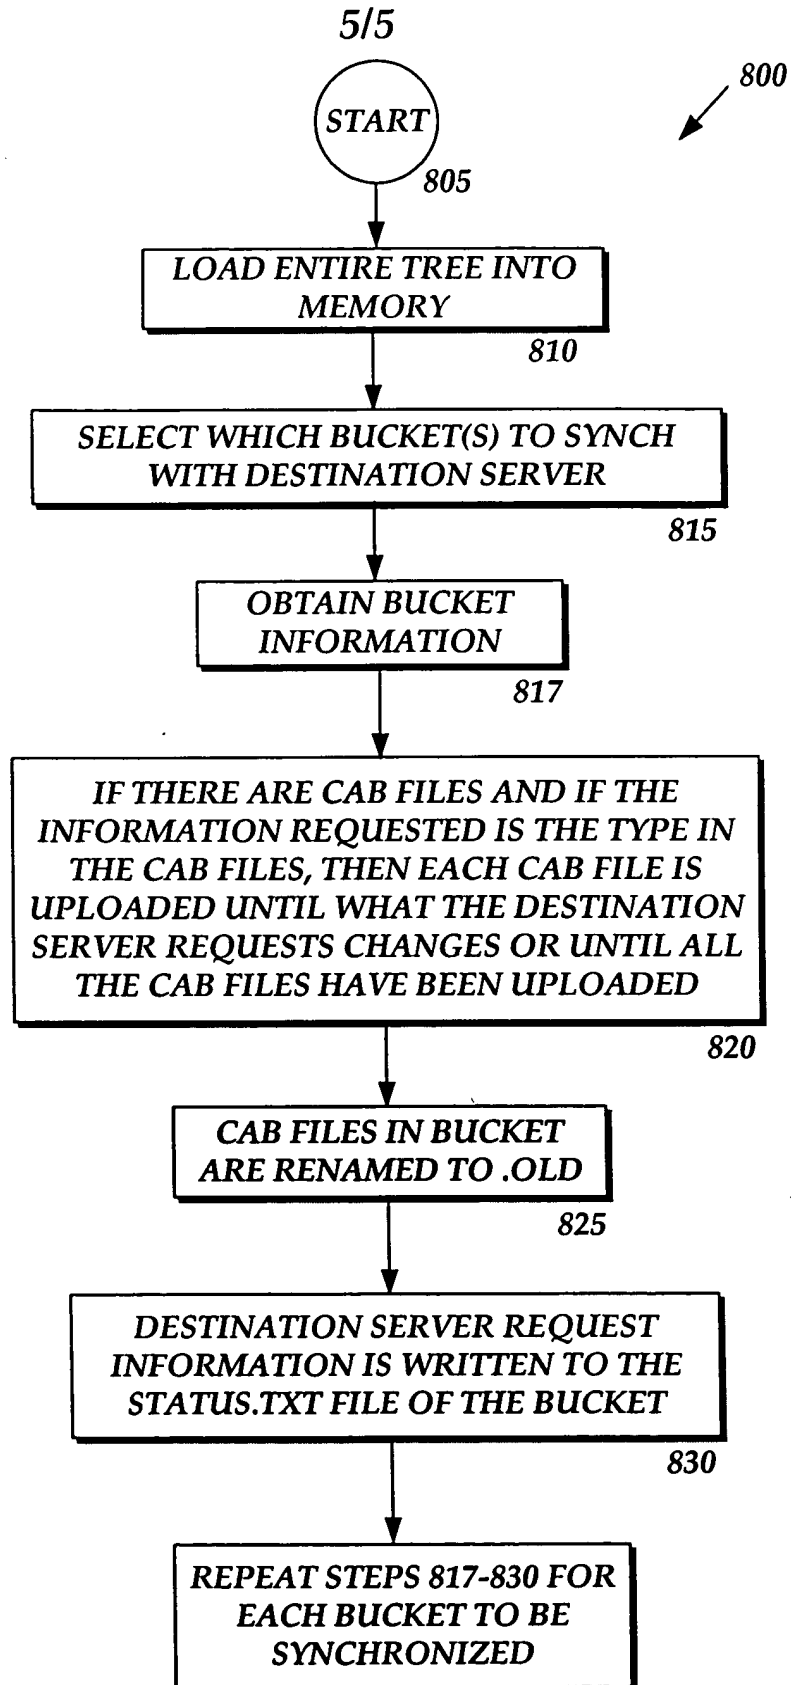 5/5
800
START
805
LOAD ENTIRE TREE INTO
MEMORY
810
SELECT WHICH BUCKET(S) TO SYNCH
WITH DESTINATION SERVER
815
OBTAIN BUCKET
INFORMATION
817
IF THERE ARE CAB FILES AND IF THE
INFORMATION REQUESTED IS THE TYPE IN
THE CAB FILES, THEN EACH CAB FILE IS
UPLOADED UNTIL WHAT THE DESTINATION
SERVER REQUESTS CHANGES OR UNTIL ALL
THE CAB FILES HAVE BEEN UPLOADED
820
CAB FILES IN BUCKET
ARE RENAMED TO .OLD
825
DESTINATION SERVER REQUEST
INFORMATION IS WRITTEN TO THE
STATUS.TXT FILE OF THE BUCKET
830
REPEAT STEPS 817-830 FOR
EACH BUCKET TO BE
SYNCHRONIZED